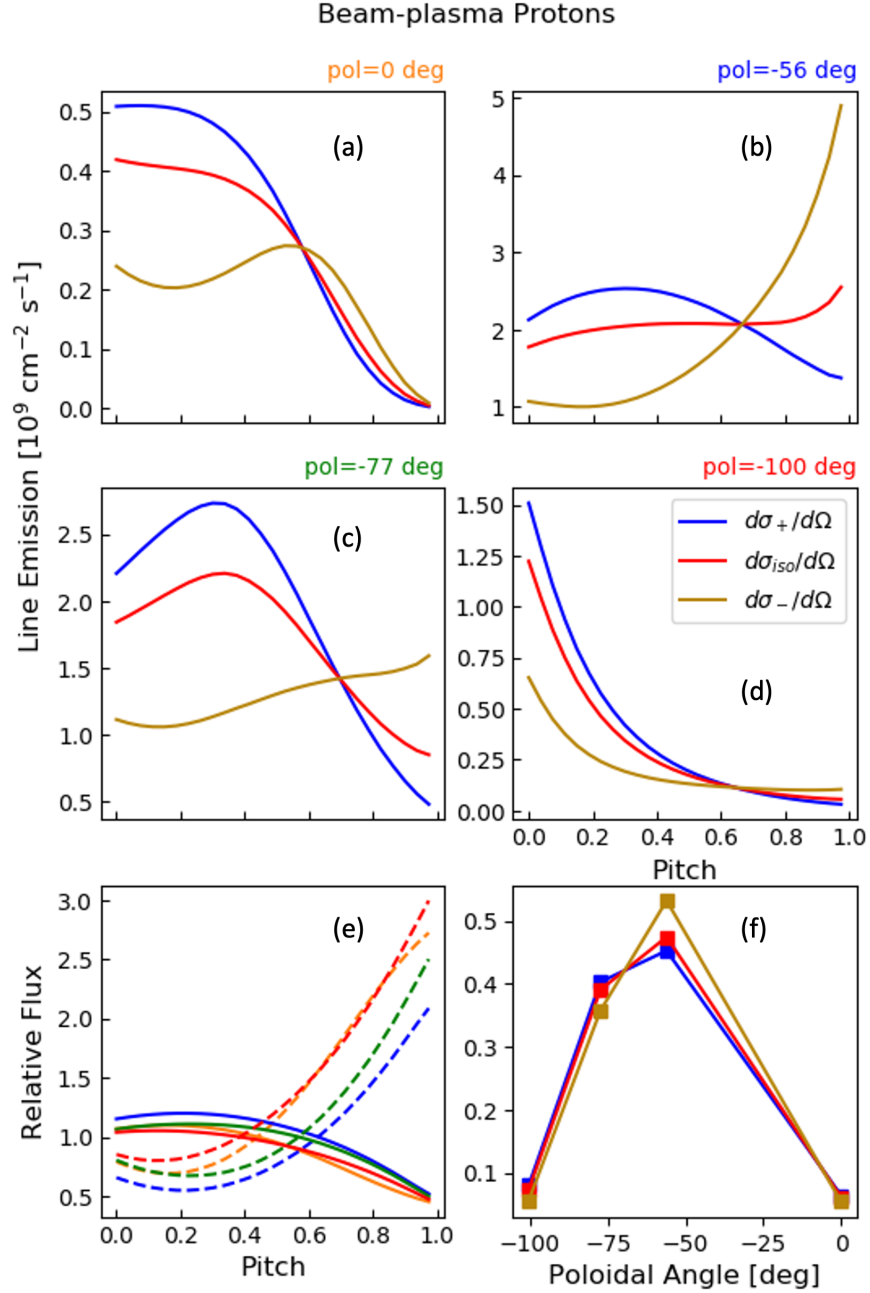 Beam-plasma Protons
pol=0 deg
pol=-56 deg
(a)
(b)
0.5
0.4
0.3
0.2
0.1
0.0
5
4
3
2
1
Line Emission [10⁹ cm⁻² s⁻¹]
pol=-77 deg
pol=-100 deg
(c)
(d)
2.5
2.0
1.5
1.0
0.5
1.50
1.25
1.00
0.75
0.50
0.25
0.00
dσ₊/dΩ
dσ_iso/dΩ
dσ₋/dΩ
0.0 0.2 0.4 0.6 0.8 1.0
Pitch
(e)
(f)
3.0
2.5
2.0
1.5
1.0
0.5
Relative Flux
0.0 0.2 0.4 0.6 0.8 1.0
Pitch
0.5
0.4
0.3
0.2
0.1
−100 −75 −50 −25 0
Poloidal Angle [deg]